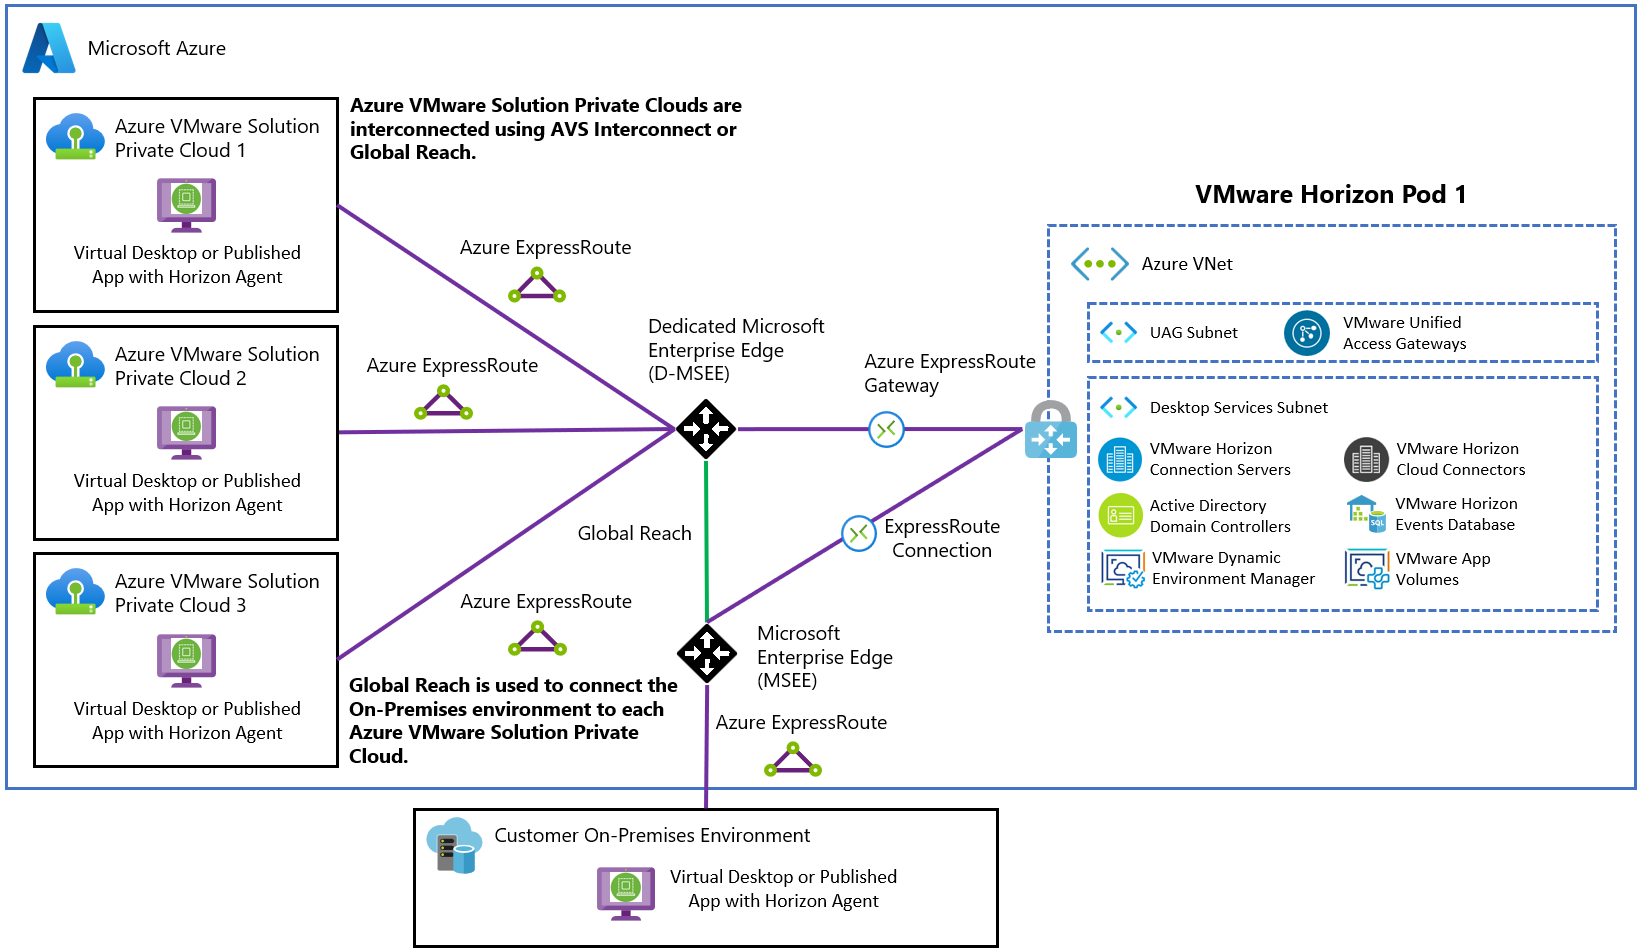 Microsoft Azure
Azure VMware Solution
Private Cloud 1
Virtual Desktop or Published
App with Horizon Agent
Azure VMware Solution
Private Cloud 2
Virtual Desktop or Published
App with Horizon Agent
Azure VMware Solution
Private Cloud 3
Virtual Desktop or Published
App with Horizon Agent
Azure VMware Solution Private Clouds are
interconnected using AVS Interconnect or
Global Reach.
Azure ExpressRoute
Azure ExpressRoute
Dedicated Microsoft
Enterprise Edge
(D-MSEE)
Azure ExpressRoute
Gateway
Global Reach
ExpressRoute
Connection
Azure ExpressRoute
Microsoft
Enterprise Edge
(MSEE)
Global Reach is used to connect the
On-Premises environment to each
Azure VMware Solution Private
Cloud.
Azure ExpressRoute
VMware Horizon Pod 1
Azure VNet
UAG Subnet
VMware Unified
Access Gateways
Desktop Services Subnet
VMware Horizon
Connection Servers
VMware Horizon
Cloud Connectors
Active Directory
Domain Controllers
VMware Horizon
Events Database
SQL
VMware Dynamic
Environment Manager
VMware App
Volumes
Customer On-Premises Environment
Virtual Desktop or Published
App with Horizon Agent